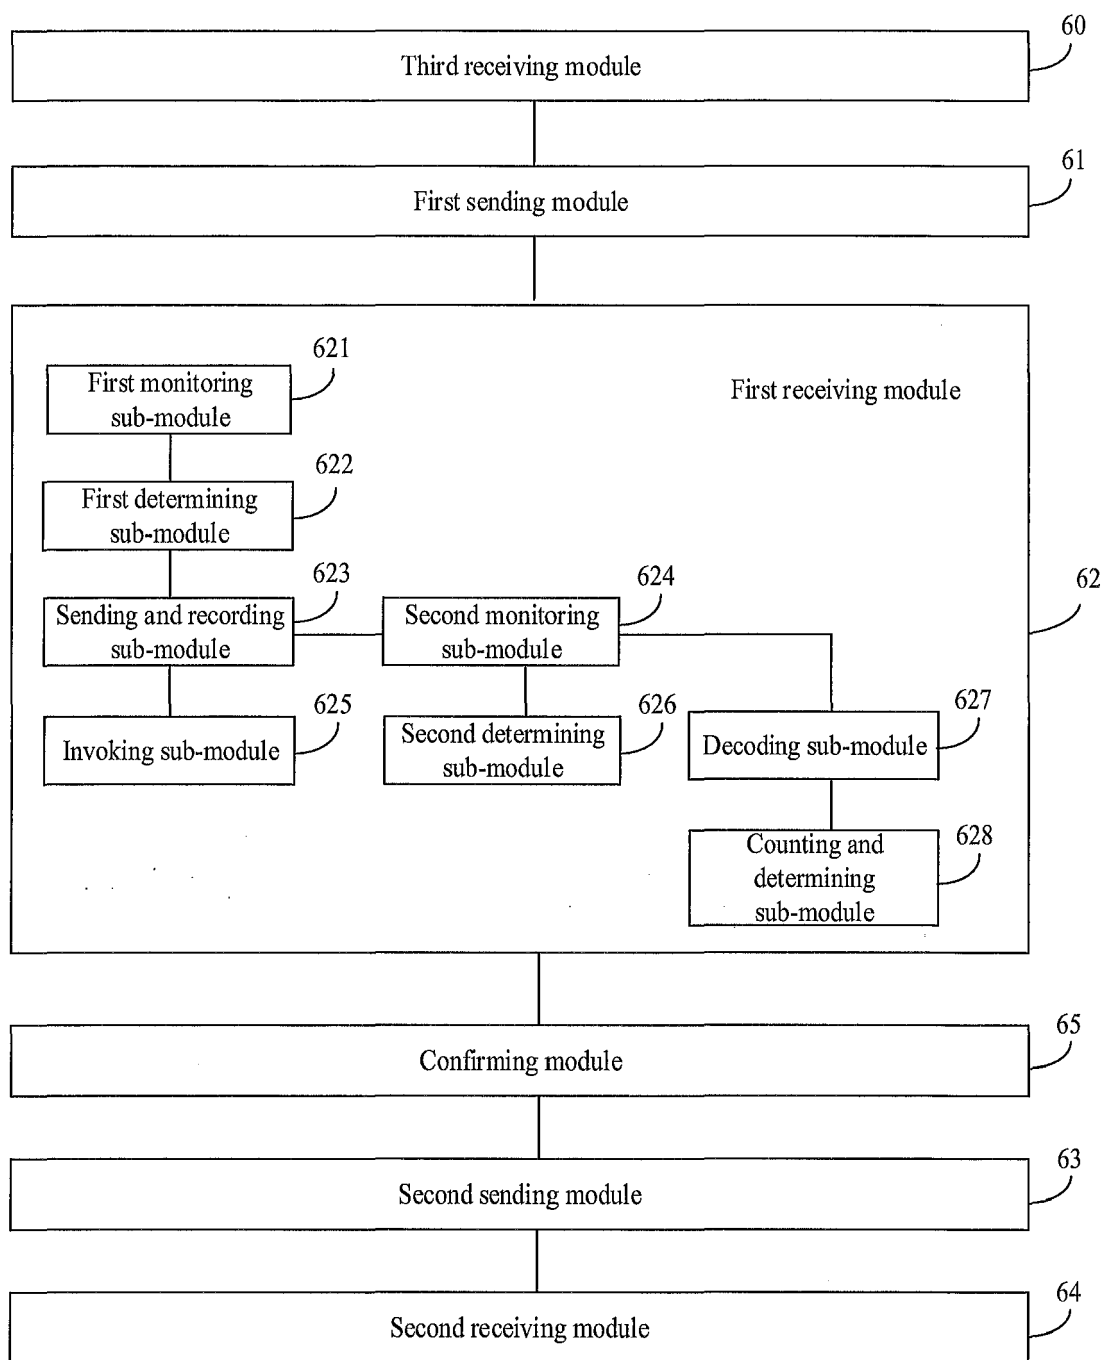 60
Third receiving module
61
First sending module
621
First monitoring
sub-module
First receiving module
622
First determining
sub-module
623
Sending and recording
sub-module
624
Second monitoring
sub-module
62
625
Invoking sub-module
626
Second determining
sub-module
627
Decoding sub-module
628
Counting and
determining
sub-module
65
Confirming module
63
Second sending module
64
Second receiving module